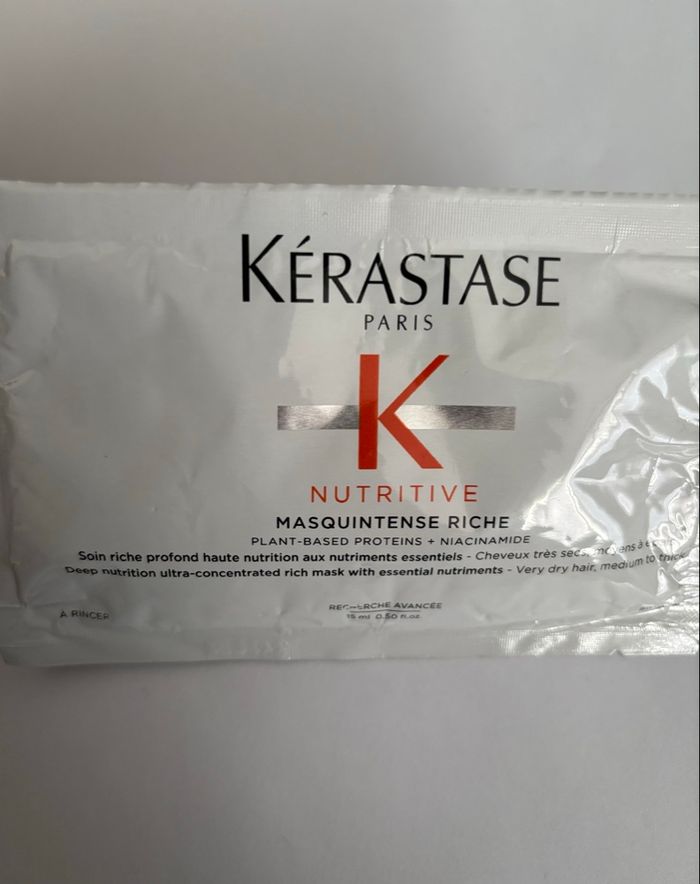 KÉRASTASE
PARIS
K
NUTRITIVE
MASQUINTENSE RICHE
PLANT-BASED PROTEINS + NIACINAMIDE
Soin riche profond haute nutrition aux nutriments essentiels - Cheveux très secs, moyens à
Deep nutrition ultra-concentrated rich mask with essential nutriments - Very dry hair, medium to thick
À RINCER
RECHERCHE AVANCÉE
15 ml 0.50 fl.oz.